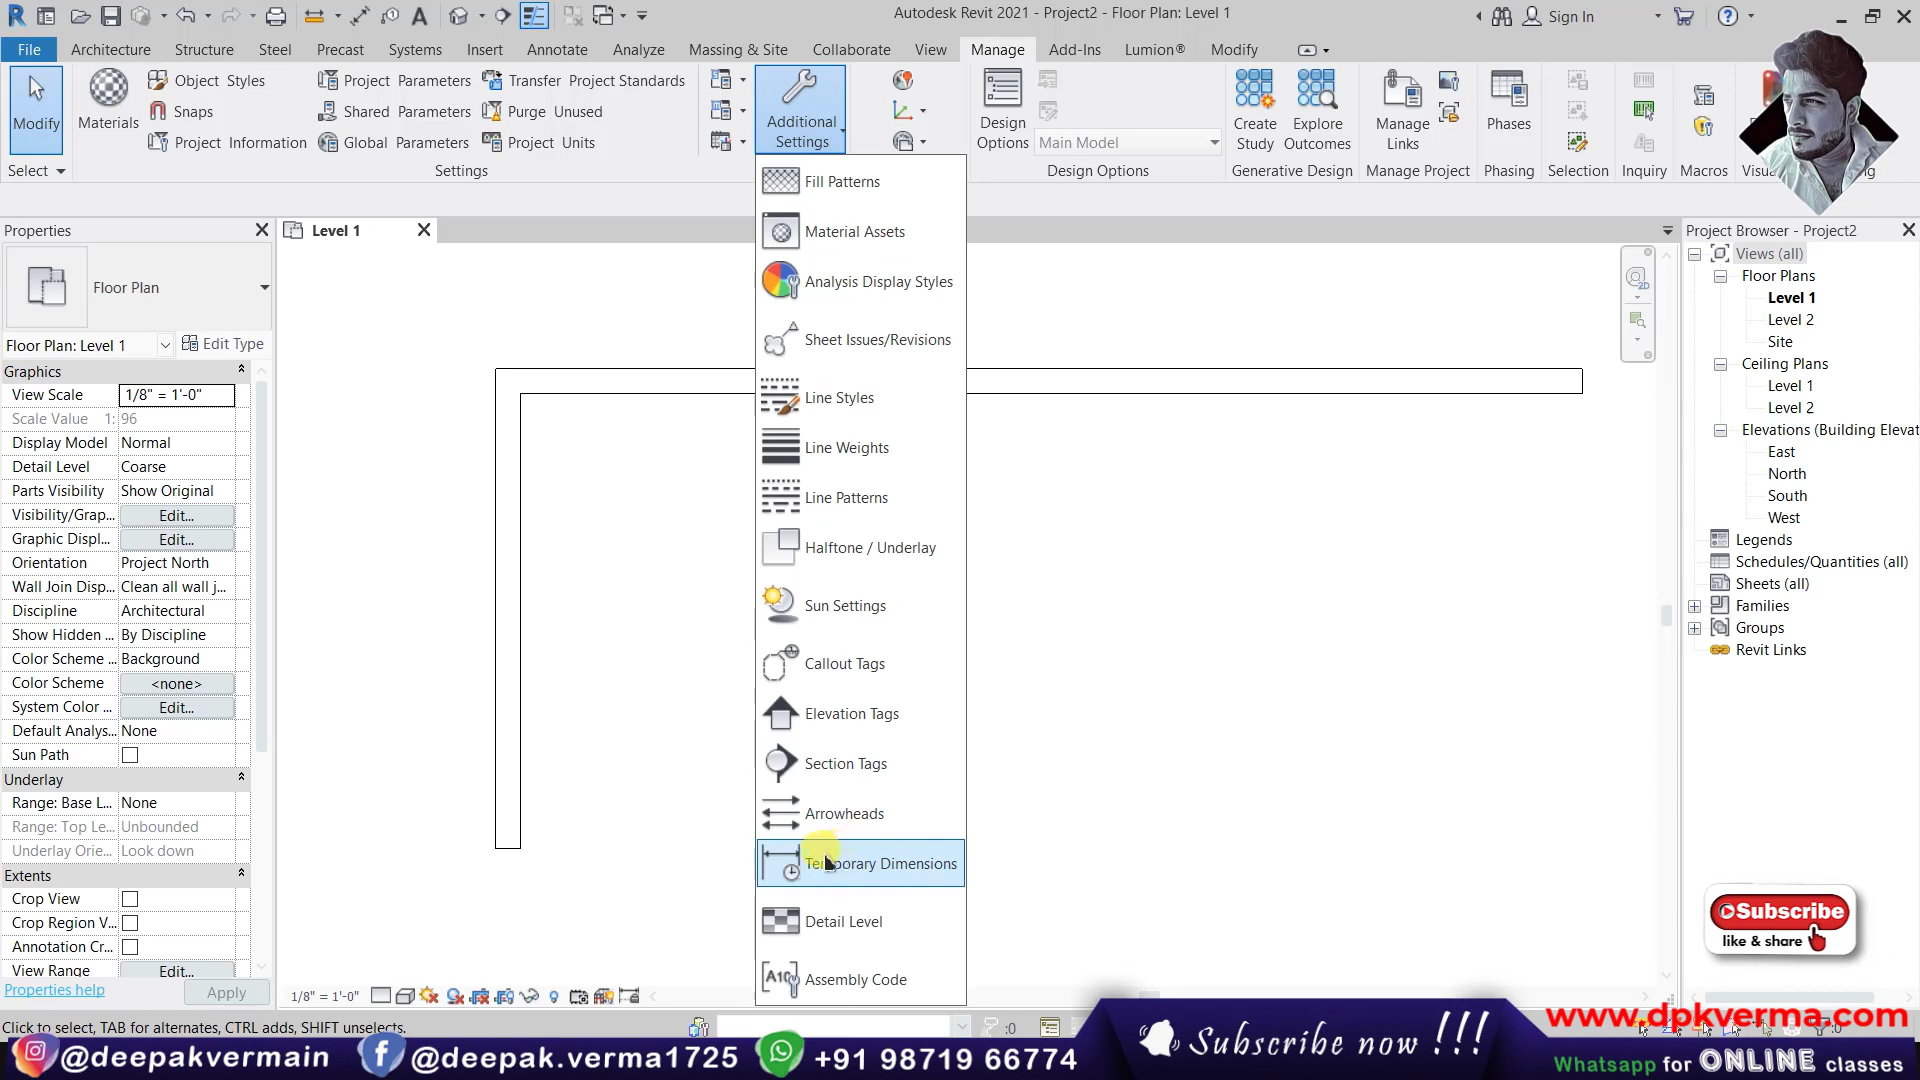 Autodesk Revit 2021 - Project2 - Floor Plan: Level 1
Sign In
File Architecture Structure Steel Precast Systems Insert Annotate Analyze Massing & Site Collaborate View Manage Add-Ins Lumion® Modify
Modify
Materials
Object Styles
Snaps
Project Information
Project Parameters
Shared Parameters
Global Parameters
Transfer Project Standards
Purge Unused
Project Units
Additional
Settings
Design
Options
Main Model
Create
Study
Explore
Outcomes
Manage
Links
Phases
Select
Settings
Design Options
Generative Design
Manage Project
Phasing
Selection
Inquiry
Macros
Fill Patterns
Material Assets
Analysis Display Styles
Sheet Issues/Revisions
Line Styles
Line Weights
Line Patterns
Halftone / Underlay
Sun Settings
Callout Tags
Elevation Tags
Section Tags
Arrowheads
Temporary Dimensions
Detail Level
Assembly Code
Properties
Level 1
Floor Plan
Floor Plan: Level 1
Edit Type
Graphics
View Scale 1/8" = 1'-0"
Scale Value 1: 96
Display Model Normal
Detail Level Coarse
Parts Visibility Show Original
Visibility/Grap... Edit...
Graphic Displ... Edit...
Orientation Project North
Wall Join Disp... Clean all wall j...
Discipline Architectural
Show Hidden ... By Discipline
Color Scheme ... Background
Color Scheme <none>
System Color ... Edit...
Default Analys... None
Sun Path
Underlay
Range: Base L... None
Range: Top Le... Unbounded
Underlay Orie... Look down
Extents
Crop View
Crop Region V...
Annotation Cr...
View Range Edit...
Properties help
Apply
1/8" = 1'-0"
Click to select, TAB for alternates, CTRL adds, SHIFT unselects.
:0
Project Browser - Project2
Views (all)
Floor Plans
Level 1
Level 2
Site
Ceiling Plans
Level 1
Level 2
Elevations (Building Elevat
East
North
South
West
Legends
Schedules/Quantities (all)
Sheets (all)
Families
Groups
Revit Links
Subscribe
like & share
www.dpkverma.com
@deepakvermain @deepak.verma1725 +91 98719 66774
Subscribe now !!!
Whatsapp for ONLINE classes